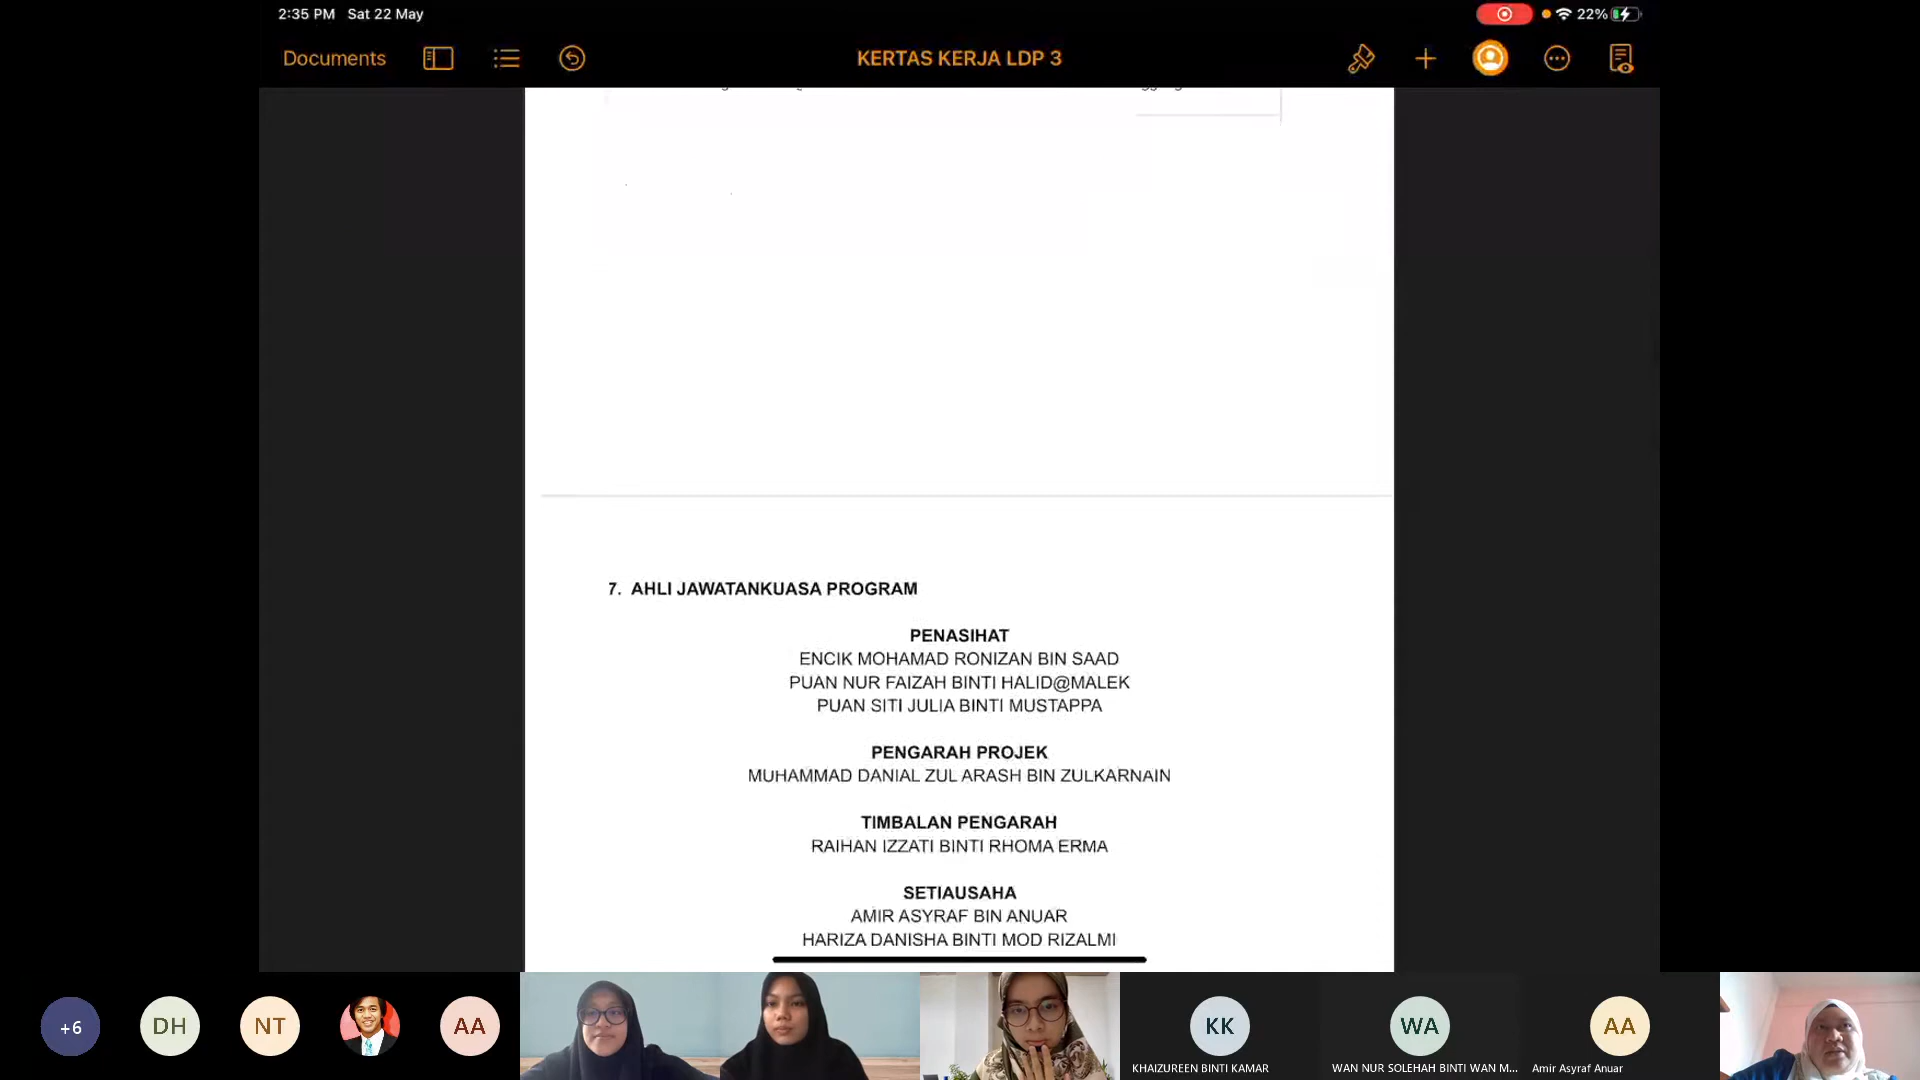 2:35 PM Sat 22 May
22%
Documents
KERTAS KERJA LDP 3
7. AHLI JAWATANKUASA PROGRAM
PENASIHAT
ENCIK MOHAMAD RONIZAN BIN SAAD
PUAN NUR FAIZAH BINTI HALID@MALEK
PUAN SITI JULIA BINTI MUSTAPPA
PENGARAH PROJEK
MUHAMMAD DANIAL ZUL ARASH BIN ZULKARNAIN
TIMBALAN PENGARAH
RAIHAN IZZATI BINTI RHOMA ERMA
SETIAUSAHA
AMIR ASYRAF BIN ANUAR
HARIZA DANISHA BINTI MOD RIZALMI
+6
DH
NT
AA
KK
WA
AA
KHAIZUREEN BINTI KAMAR
WAN NUR SOLEHAH BINTI WAN M...
Amir Asyraf Anuar